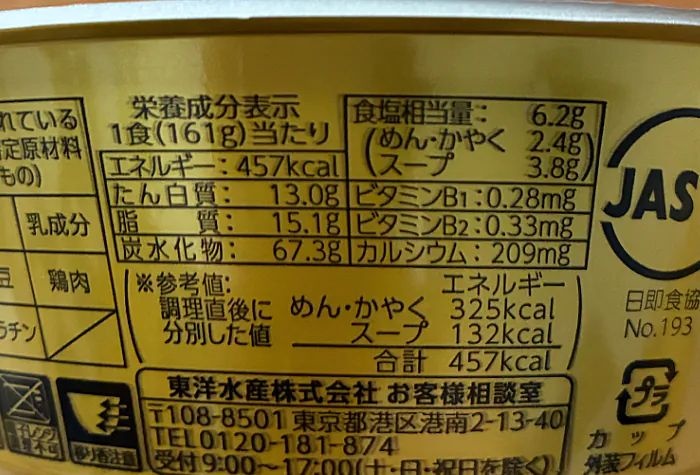 れている
定原材料
もの)
乳成分
豆
鶏肉
ラチン
栄養成分表示
1食(161g)当たり
エネルギー:457kcal
たん白質:13.0g
脂質:15.1g
炭水化物:67.3g
食塩相当量:6.2g
(めん・かやく 2.4g
スープ 3.8g)
ビタミンB1:0.28mg
ビタミンB2:0.33mg
カルシウム:209mg
(※参考値: エネルギー
調理直後に めん・かやく 325kcal
分別した値 スープ 132kcal
合計 457kcal)
JAS
日即食協
No.193
東洋水産株式会社 お客様相談室
〒108-8501 東京都港区港南2-13-40
TEL0120-181-874
受付9:00~17:00(土・日・祝日を除く)
プラ
カップ
外装フィルム